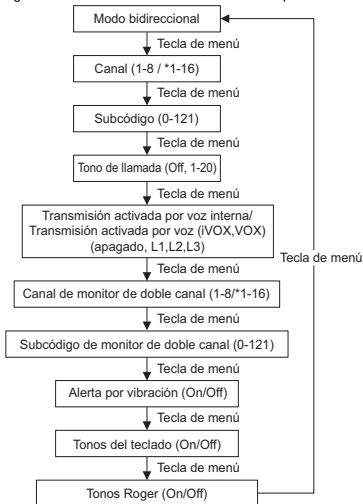 Modo bidireccional
Tecla de menú
Canal (1-8 / *1-16)
Tecla de menú
Subcódigo (0-121)
Tecla de menú
Tono de llamada (Off, 1-20)
Tecla de menú
Transmisión activada por voz interna/
Transmisión activada por voz (iVOX,VOX)
(apagado, L1,L2,L3)
Tecla de menú
Tecla de menú
Canal de monitor de doble canal (1-8/*1-16)
Tecla de menú
Subcódigo de monitor de doble canal (0-121)
Tecla de menú
Alerta por vibración (On/Off)
Tecla de menú
Tonos del teclado (On/Off)
Tecla de menú
Tonos Roger (On/Off)